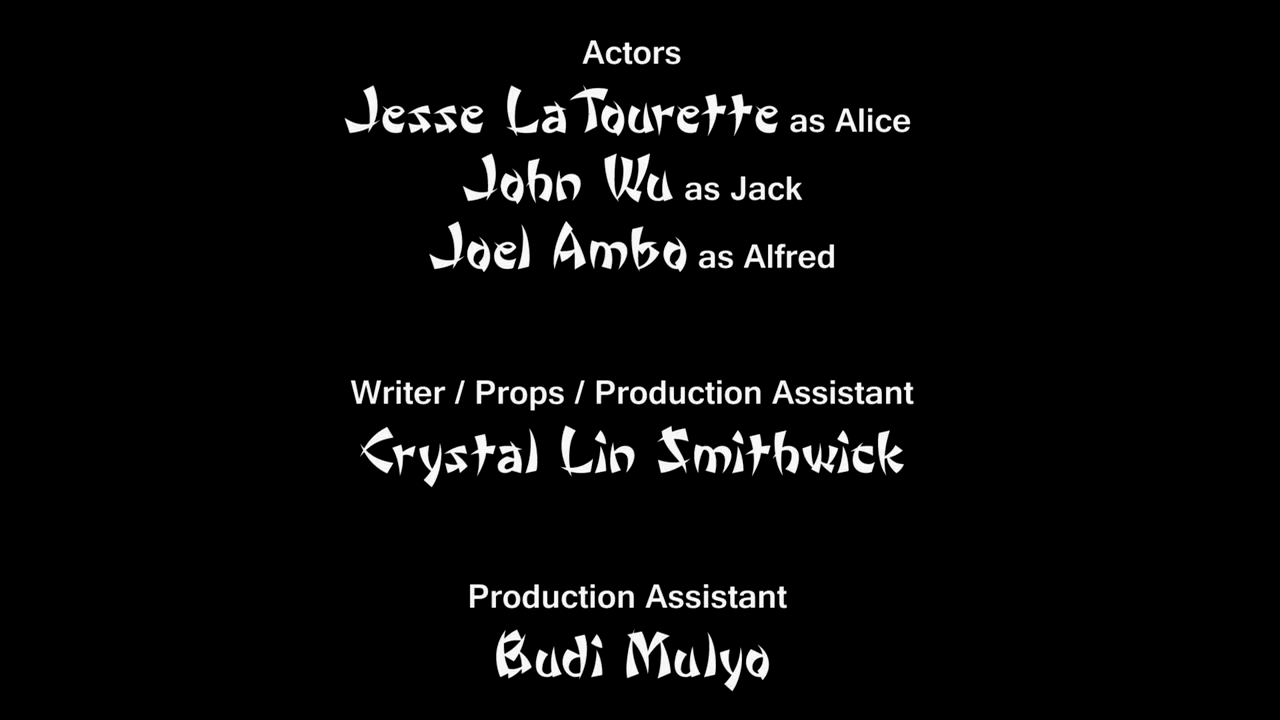 Actors
Jesse LaTourette as Alice
John Wu as Jack
Joel Ambo as Alfred
Writer / Props / Production Assistant
Crystal Lin Smithwick
Production Assistant
Budi Mulyo